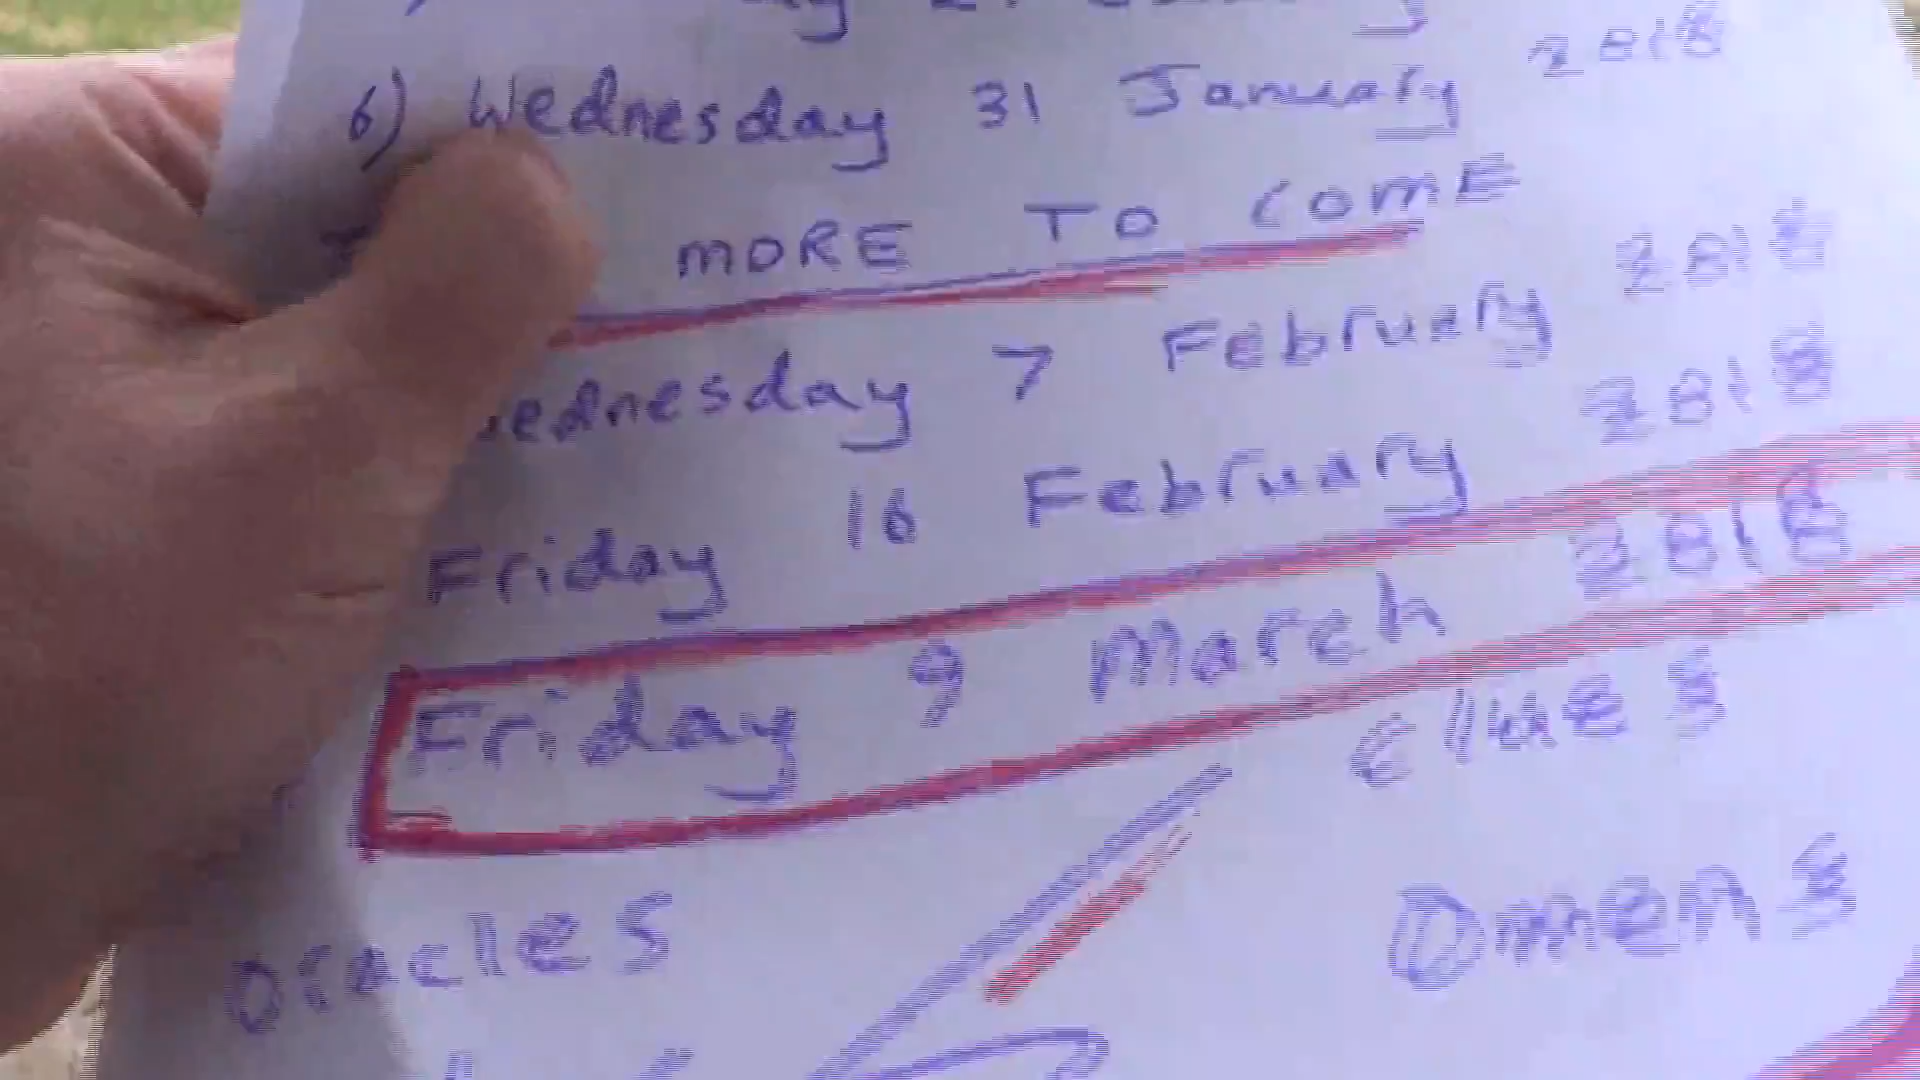 6) Wednesday 31 January 2018
MORE TO COME
Wednesday 7 February 2018
Friday 16 February 2018
Friday 9 March 2018
Clues
Oracles
Omens